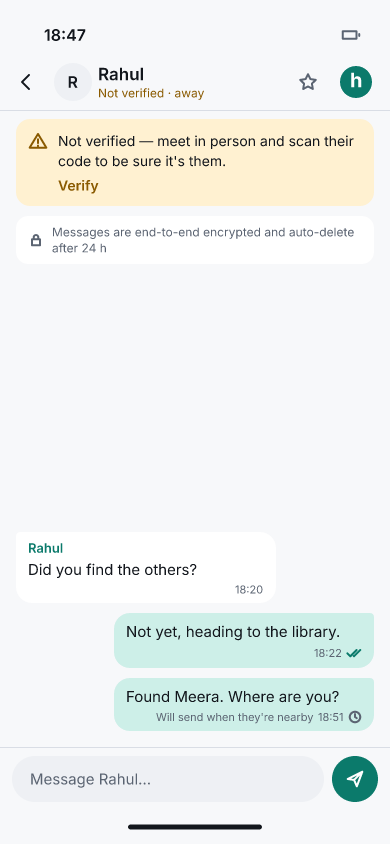 18:47
R
Rahul
Not verified · away
h
Not verified — meet in person and scan their
code to be sure it's them.
Verify
Messages are end-to-end encrypted and auto-delete
after 24 h
Rahul
Did you find the others?
18:20
Not yet, heading to the library.
18:22
Found Meera. Where are you?
Will send when they're nearby 18:51
Message Rahul...